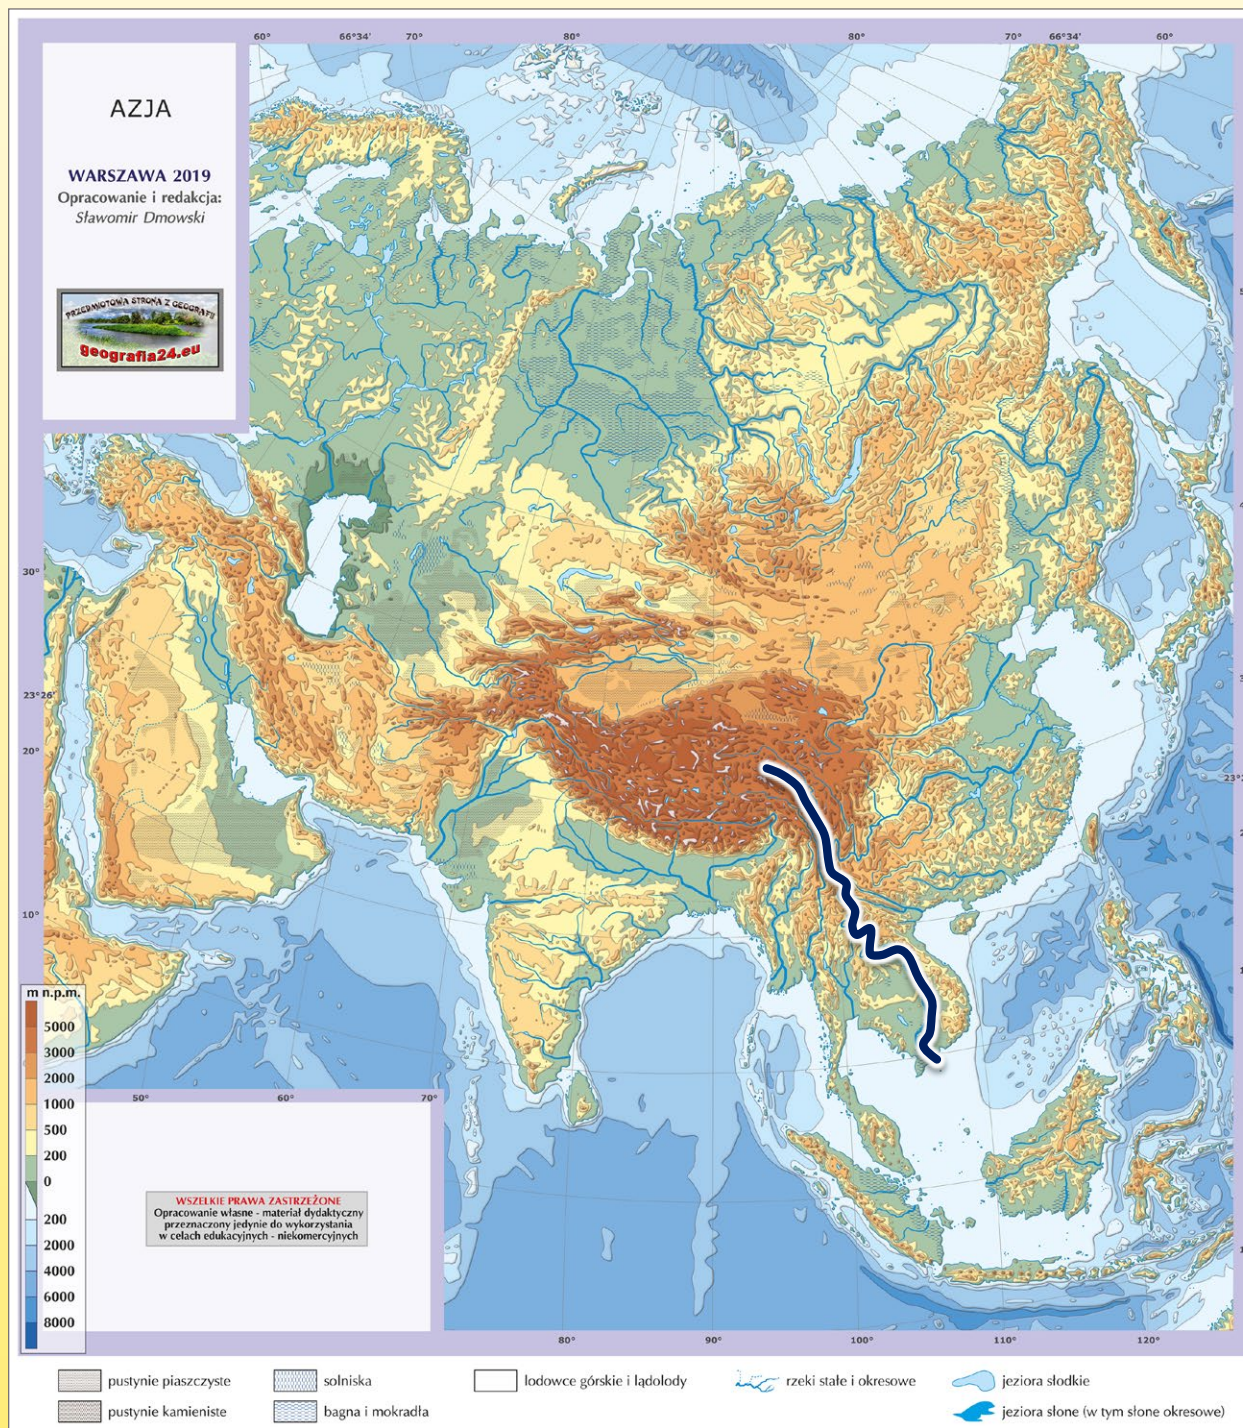 60° 66°34' 70° 80° 80° 70° 66°34' 60°
AZJA
WARSZAWA 2019
Opracowanie i redakcja:
Sławomir Dmowski
PRZEDMIOTOWA STRONA Z GEOGRAFII
geografia24.eu
30°
23°26'
20°
10°
m n.p.m.
5000
3000
2000
1000
500
200
0
200
2000
4000
6000
8000
50° 60° 70°
WSZELKIE PRAWA ZASTRZEŻONE
Opracowanie własne - materiał dydaktyczny
przeznaczony jedynie do wykorzystania
w celach edukacyjnych - niekomercyjnych
80° 90° 100° 110° 120°
pustynie piaszczyste solniska lodowce górskie i lądolody rzeki stałe i okresowe jeziora słodkie
pustynie kamieniste bagna i mokradła jeziora słone (w tym słone okresowe)